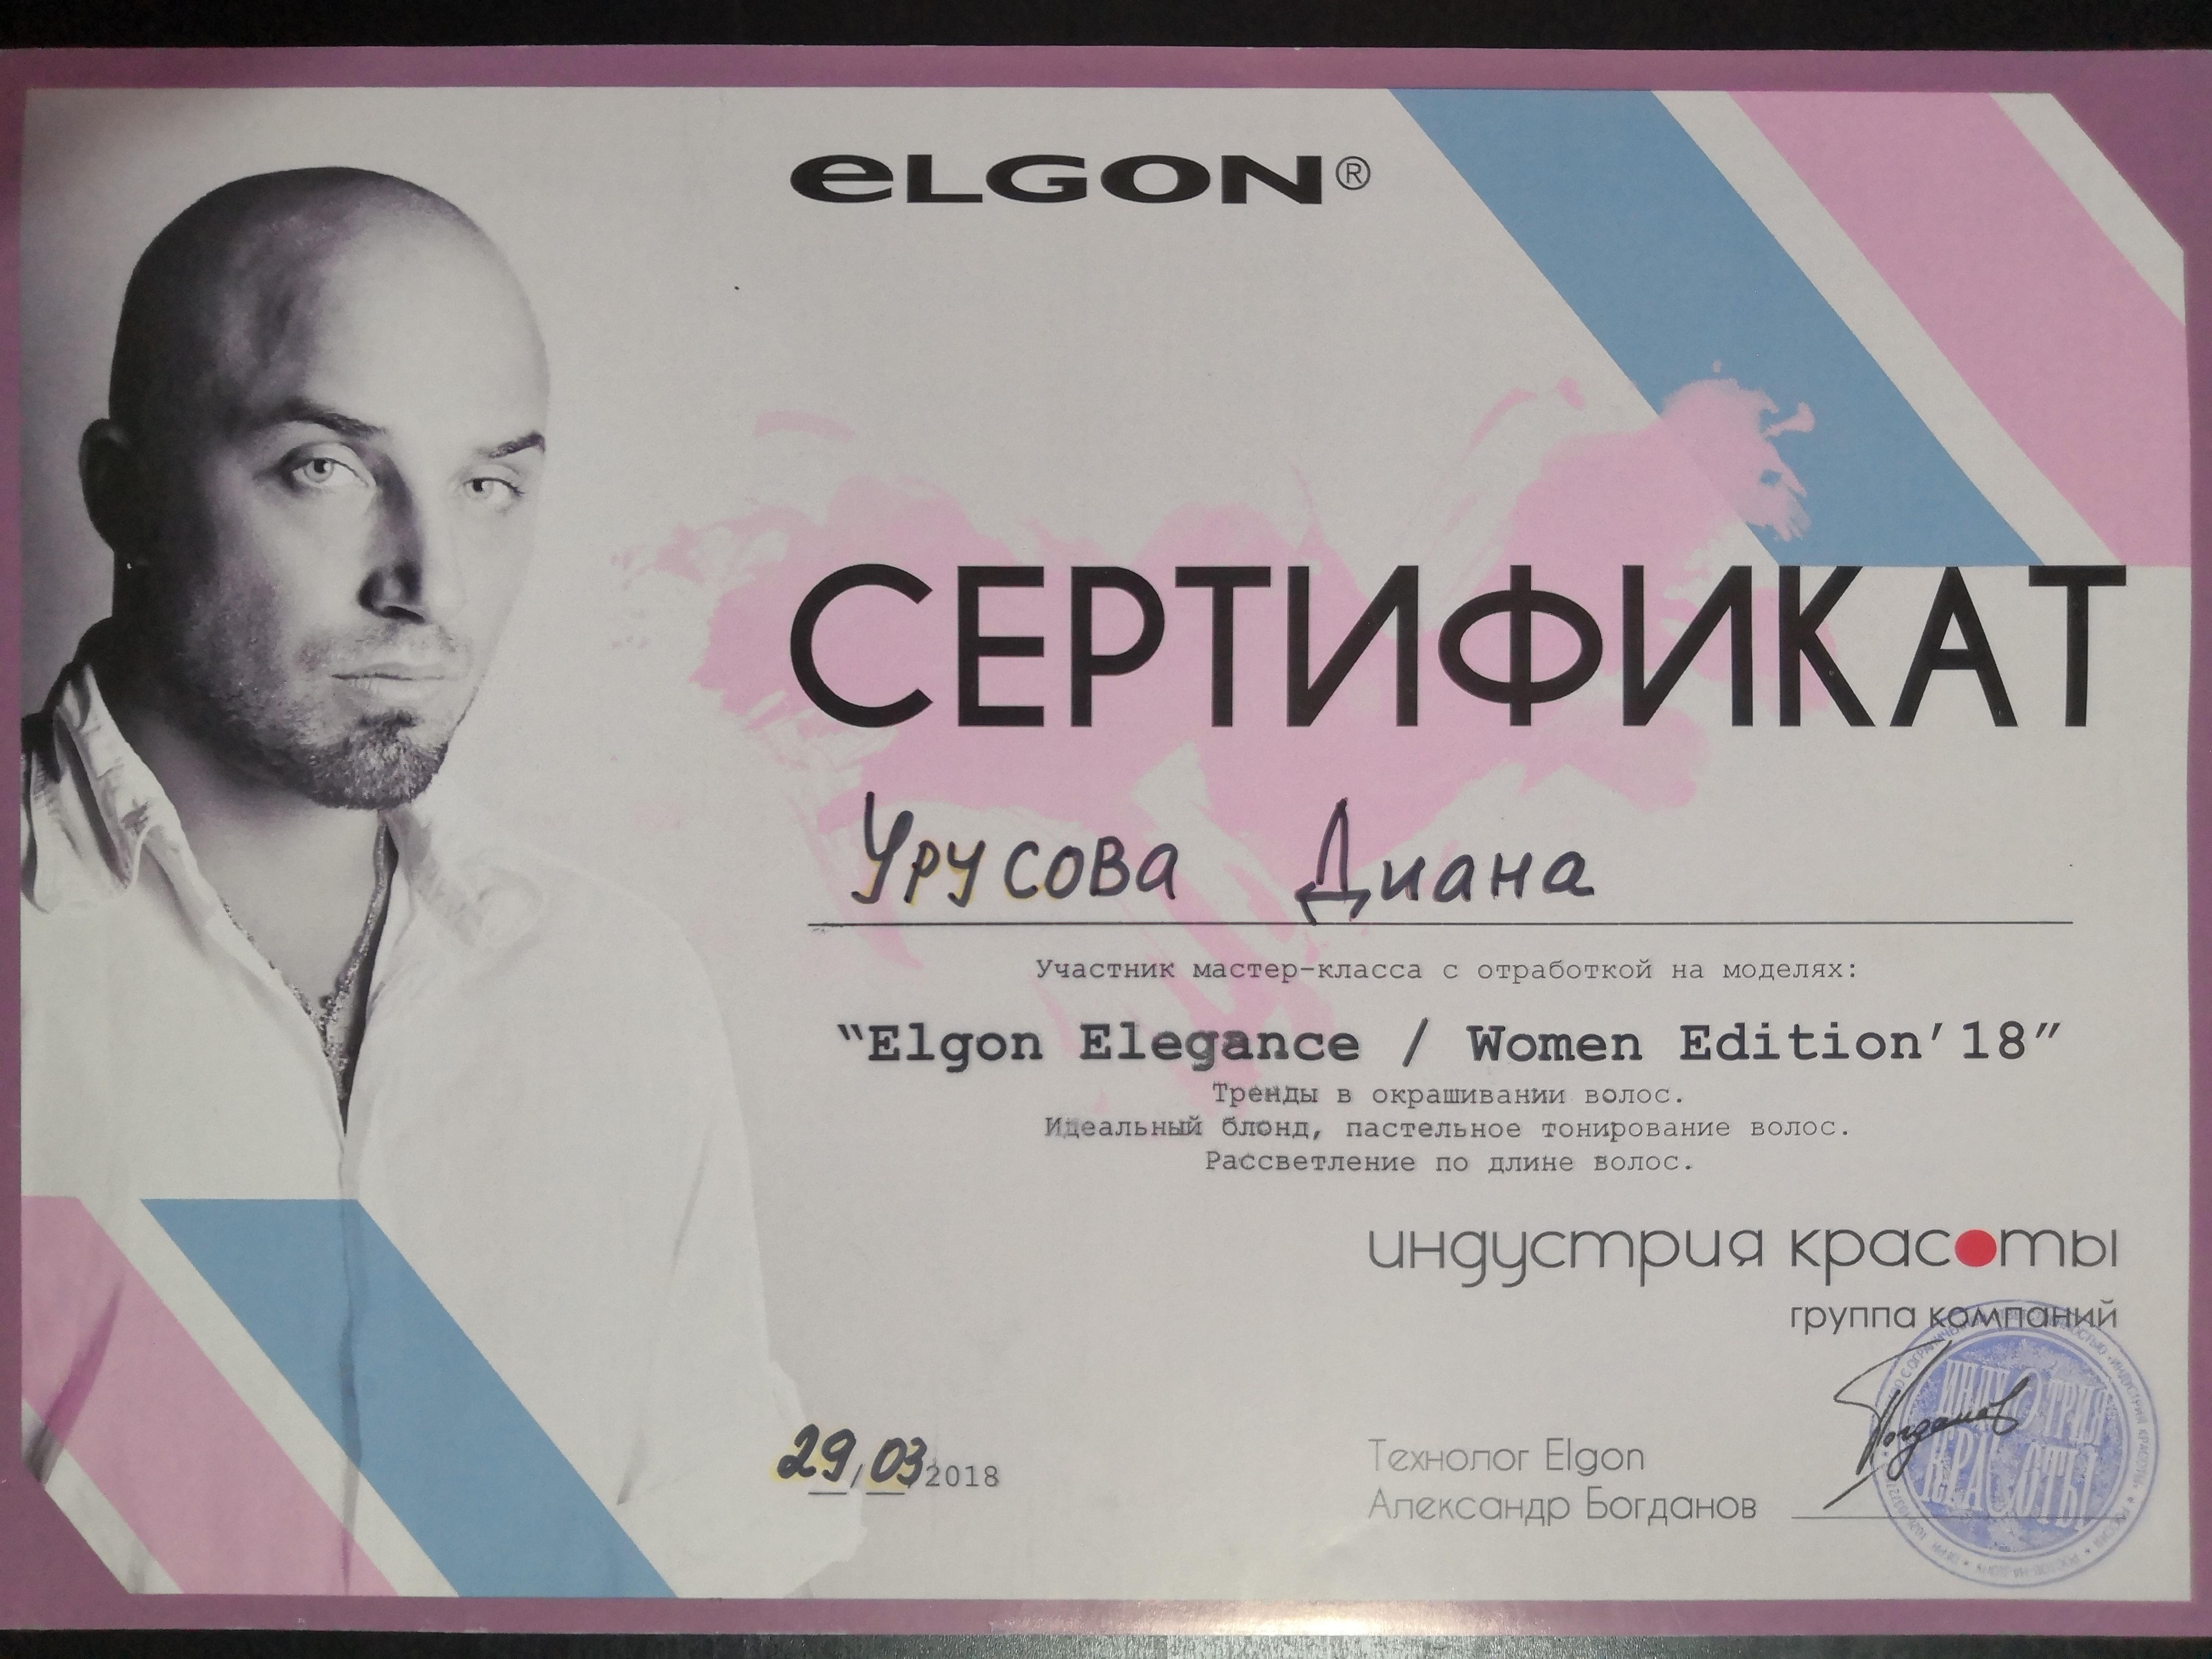 eLGON®
СЕРТИФИКАТ
Урусова Диана
Участник мастер-класса с отработкой на моделях:
“Elgon Elegance / Women Edition’18”
Тренды в окрашивании волос.
Идеальный блонд, пастельное тонирование волос.
Рассветление по длине волос.
индустрия красоты
группа компаний
29/03/2018
Технолог Elgon
Александр Богданов
ИНДУСТРИЯ
КРАСОТЫ